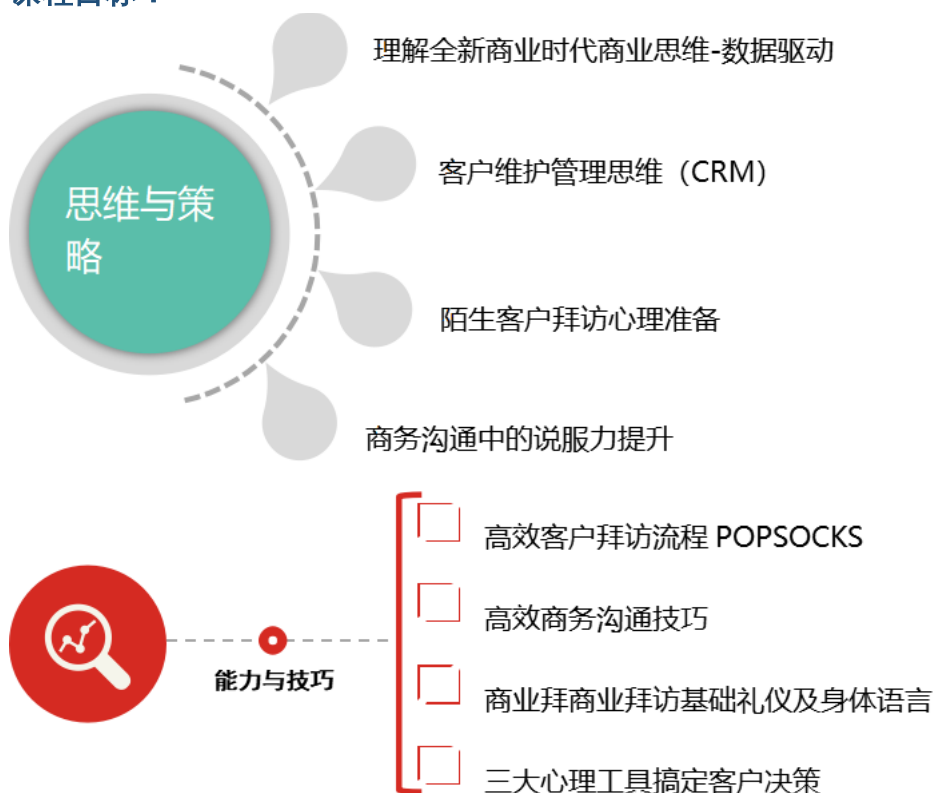 课程目标：
理解全新商业时代商业思维-数据驱动
客户维护管理思维（CRM）
思维与策
略
陌生客户拜访心理准备
商务沟通中的说服力提升
高效客户拜访流程 POPSOCKS
高效商务沟通技巧
能力与技巧
商业拜商业拜访基础礼仪及身体语言
三大心理工具搞定客户决策